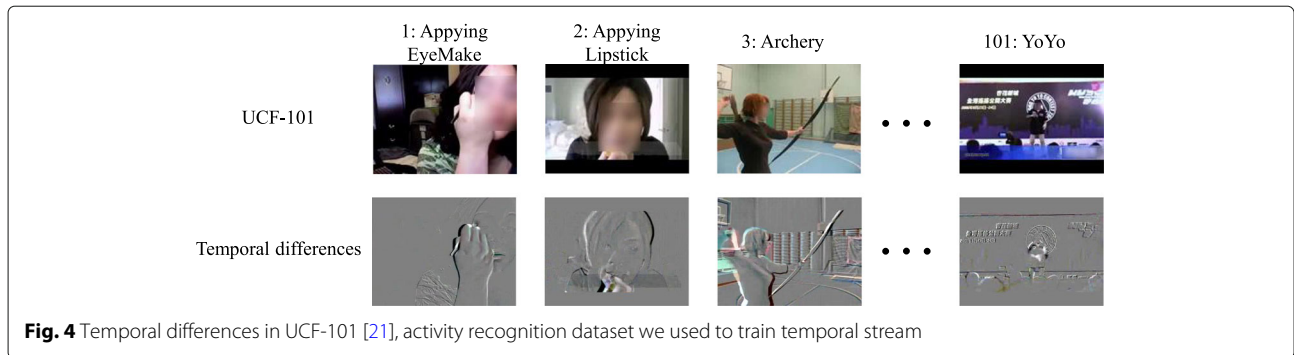 1: Appying
EyeMake
2: Appying
Lipstick
3: Archery
101: YoYo
UCF-101
• • •
Temporal differences
• • •
Fig. 4 Temporal differences in UCF-101 [21], activity recognition dataset we used to train temporal stream